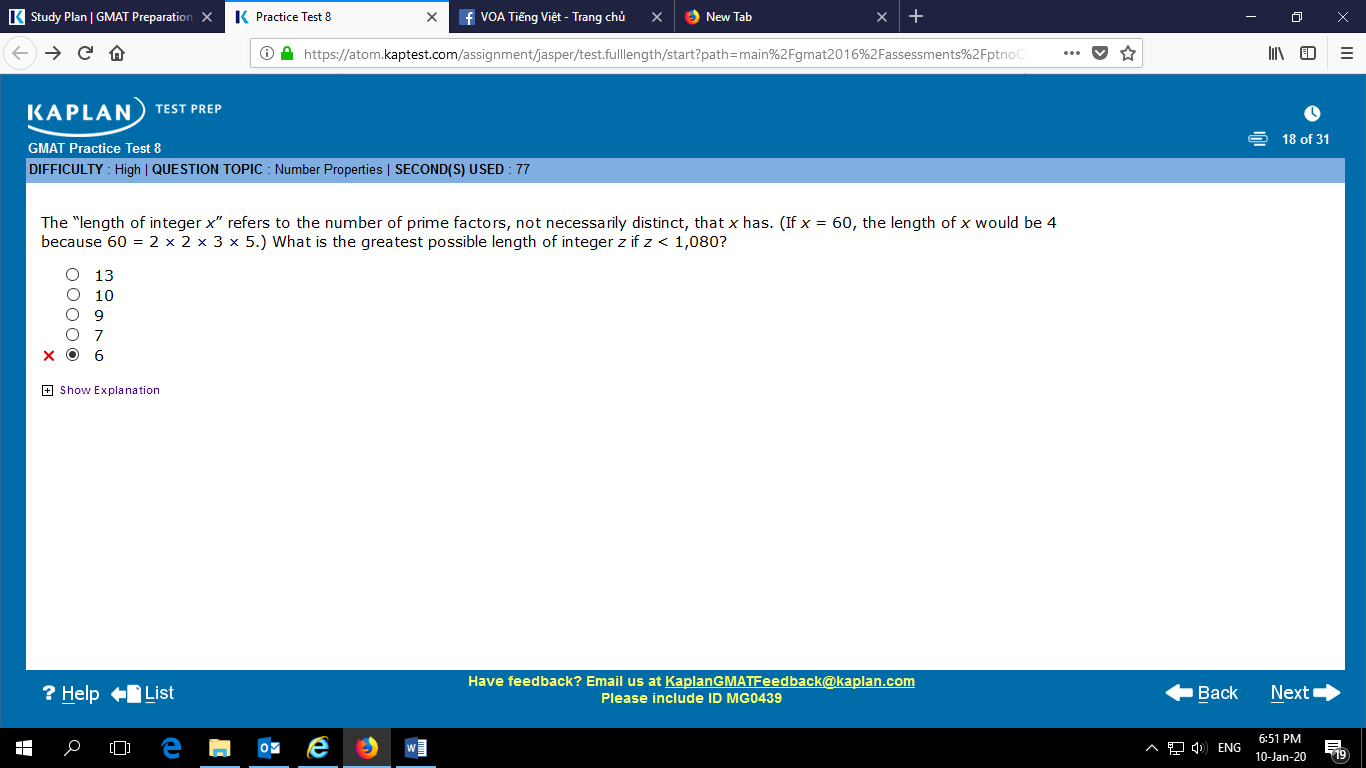 Study Plan | GMAT Preparation
Practice Test 8
VOA Tiếng Việt - Trang chủ
New Tab
https://atom.kaptest.com/assignment/jasper/test.fulllength/start?path=main%2Fgmat2016%2Fassessments%2Fptno
KAPLAN TEST PREP
GMAT Practice Test 8
18 of 31
DIFFICULTY : High | QUESTION TOPIC : Number Properties | SECOND(S) USED : 77
The “length of integer x” refers to the number of prime factors, not necessarily distinct, that x has. (If x = 60, the length of x would be 4
because 60 = 2 × 2 × 3 × 5.) What is the greatest possible length of integer z if z < 1,080?
13
10
9
7
6
Show Explanation
? Help
List
Have feedback? Email us at KaplanGMATFeedback@kaplan.com
Please include ID MG0439
Back
Next
ENG
6:51 PM
10-Jan-20
19